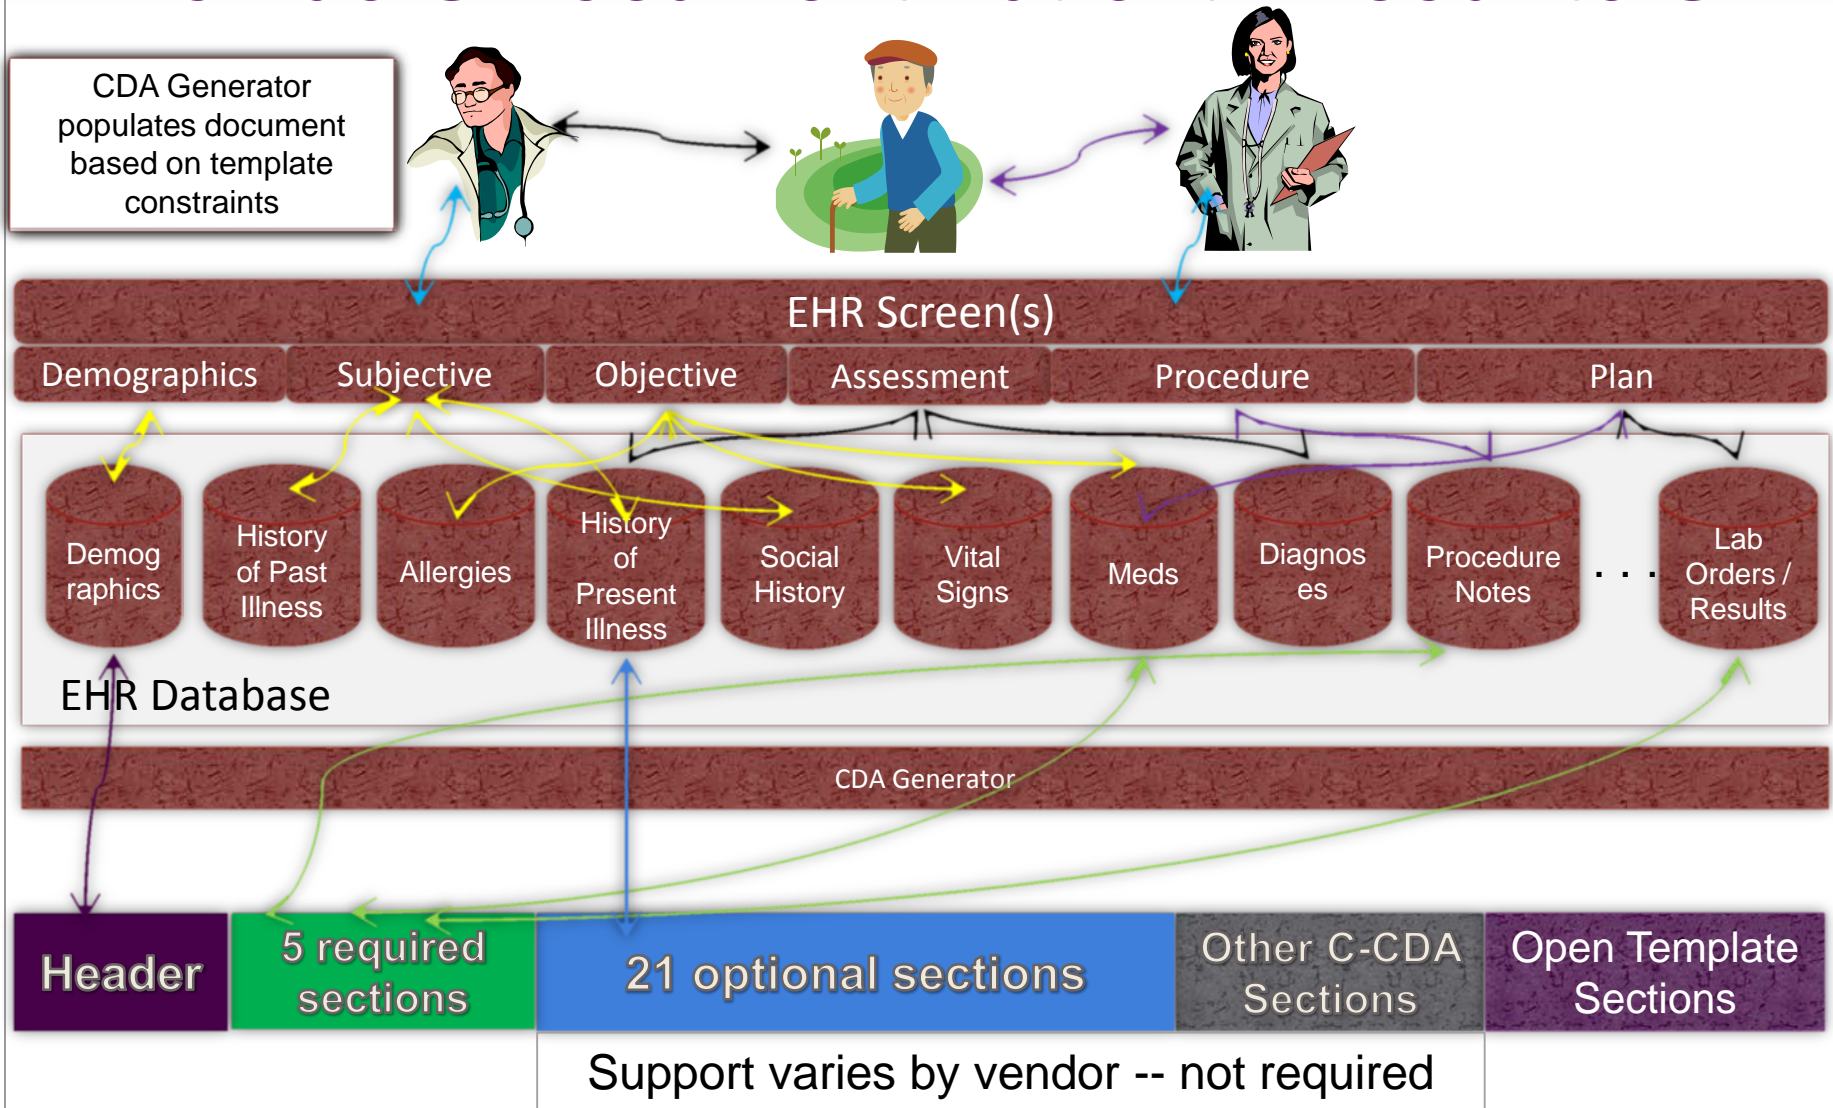 CDA Generator
populates document
based on template
constraints
EHR Screen(s)
Demographics
Subjective
Objective
Assessment
Procedure
Plan
Demog
raphics
History
of Past
Illness
Allergies
History
of
Present
Illness
Social
History
Vital
Signs
Meds
Diagnos
es
Procedure
Notes
. . .
Lab
Orders /
Results
EHR Database
CDA Generator
Header
5 required
sections
21 optional sections
Other C-CDA
Sections
Open Template
Sections
Support varies by vendor -- not required